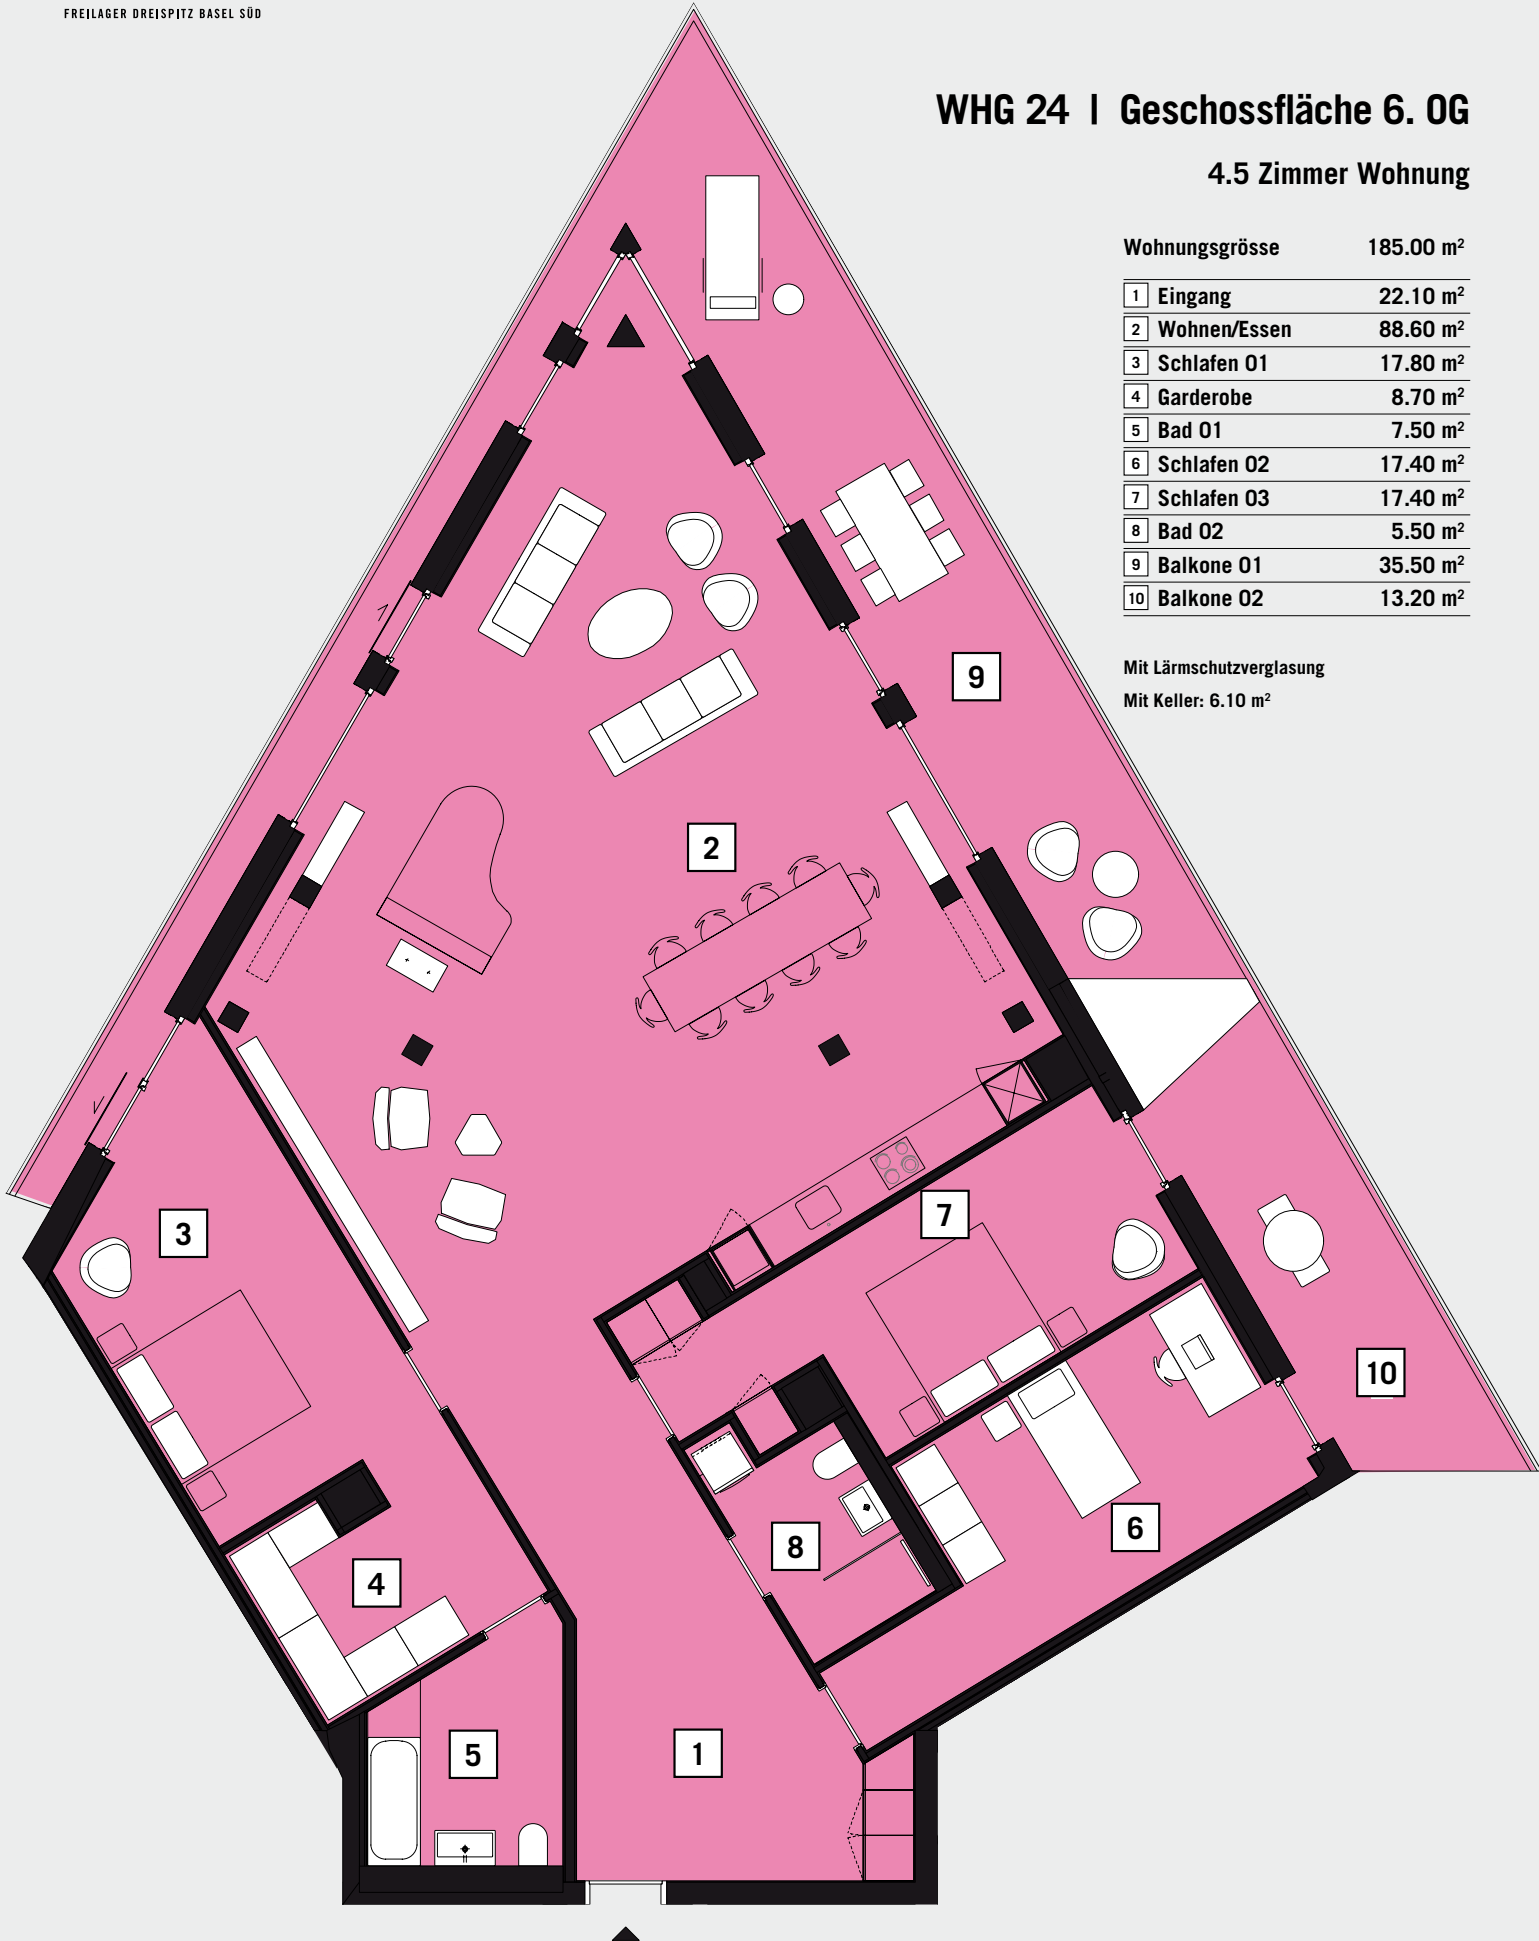 FREILAGER DREISPITZ BASEL SÜD
WHG 24 | Geschossfläche 6. OG
4.5 Zimmer Wohnung
Wohnungsgrösse 185.00 m²
1 Eingang 22.10 m²
2 Wohnen/Essen 88.60 m²
3 Schlafen 01 17.80 m²
4 Garderobe 8.70 m²
5 Bad 01 7.50 m²
6 Schlafen 02 17.40 m²
7 Schlafen 03 17.40 m²
8 Bad 02 5.50 m²
9 Balkone 01 35.50 m²
10 Balkone 02 13.20 m²
Mit Lärmschutzverglasung
Mit Keller: 6.10 m²
9
2
7
3
10
6
8
4
5
1